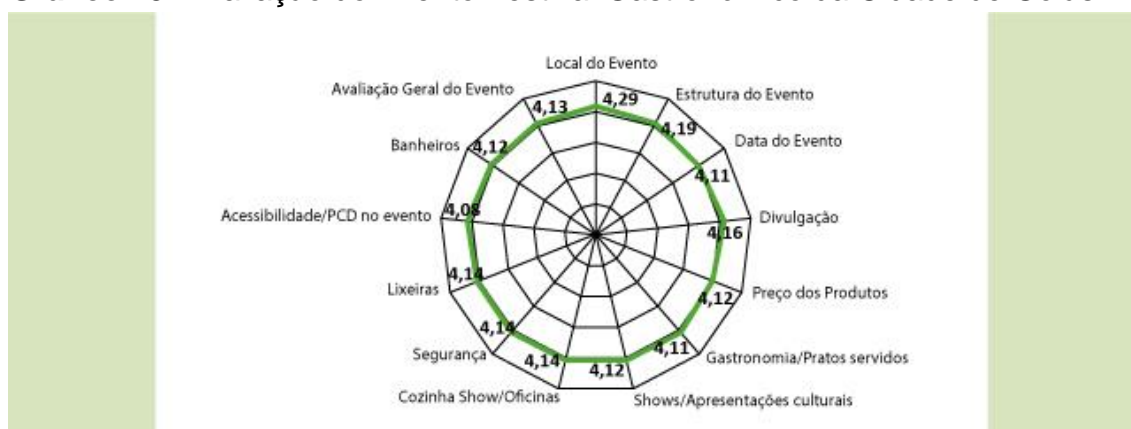 Local do Evento
4,29
Estrutura do Evento
4,19
Data do Evento
4,11
Divulgação
4,16
Preço dos Produtos
4,12
Gastronomia/Pratos servidos
4,11
Shows/Apresentações culturais
4,12
Cozinha Show/Oficinas
4,14
Segurança
4,14
Lixeiras
4,14
Acessibilidade/PCD no evento
4,08
Banheiros
4,12
Avaliação Geral do Evento
4,13